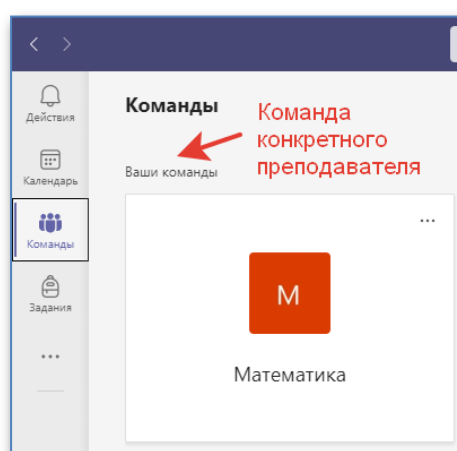 Действия
Календарь
Команды
Задания
Команды
Команда
конкретного
преподавателя
Ваши команды
М
Математика